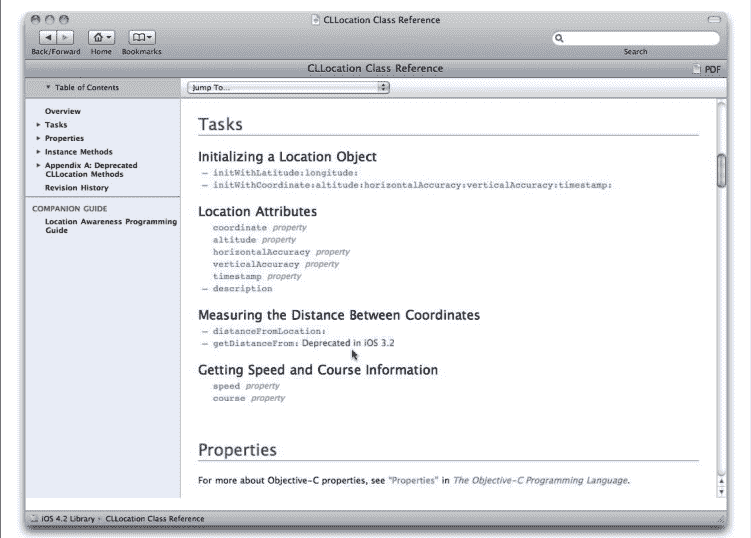 CLLocation Class Reference
Back/Forward Home Bookmarks
Search
CLLocation Class Reference
PDF
Table of Contents
Jump To...
Overview
Tasks
Properties
Instance Methods
Appendix A: Deprecated
CLLocation Methods
Revision History
COMPANION GUIDE
Location Awareness Programming
Guide
Tasks
Initializing a Location Object
– initWithLatitude:longitude:
– initWithCoordinate:altitude:horizontalAccuracy:verticalAccuracy:timestamp:
Location Attributes
coordinate property
altitude property
horizontalAccuracy property
verticalAccuracy property
timestamp property
– description
Measuring the Distance Between Coordinates
– distanceFromLocation:
– getDistanceFrom: Deprecated in iOS 3.2
Getting Speed and Course Information
speed property
course property
Properties
For more about Objective-C properties, see "Properties" in The Objective-C Programming Language.
iOS 4.2 Library › CLLocation Class Reference